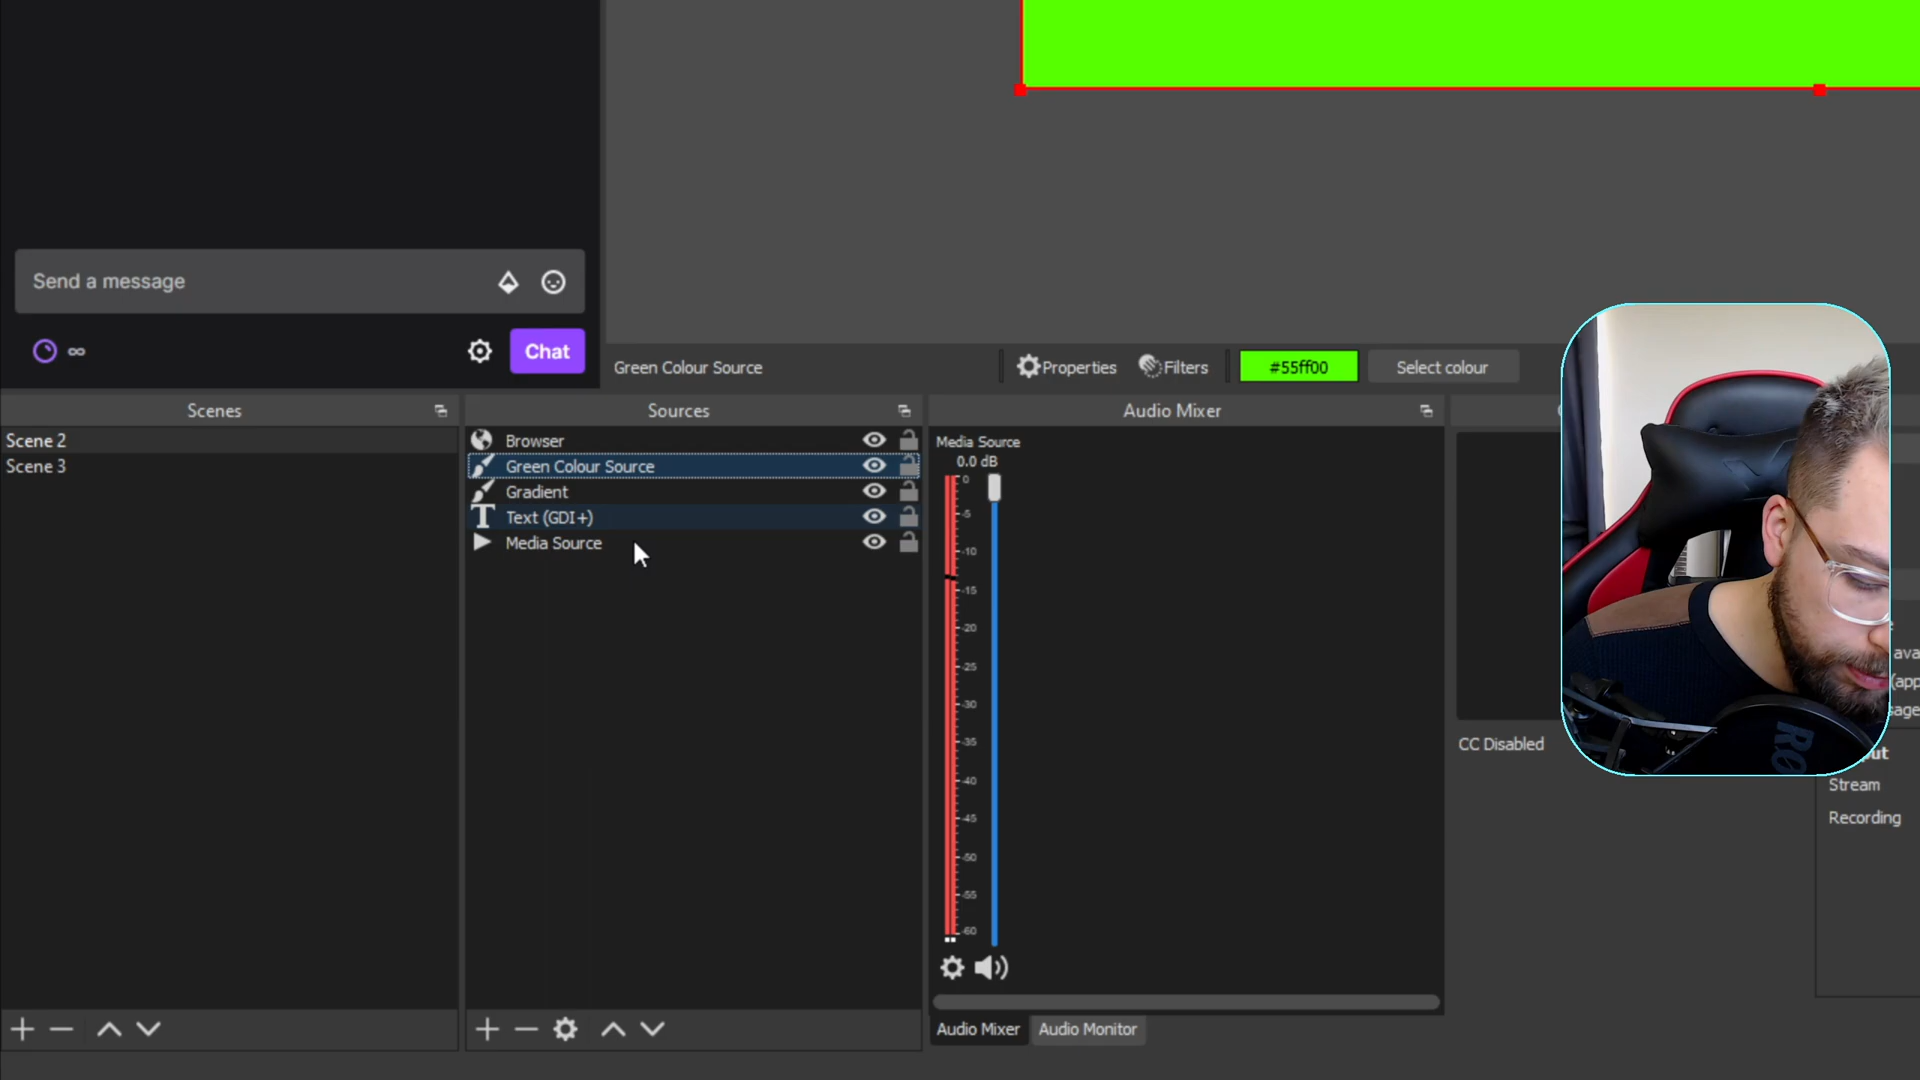 Send a message
∞
Chat
Green Colour Source
Properties
Filters
#55ff00
Select colour
Scenes
Sources
Audio Mixer
Scene 2
Scene 3
Browser
Green Colour Source
Gradient
Text (GDI+)
Media Source
Media Source
0.0 dB
0
-5
-10
-15
-20
-25
-30
-35
-40
-45
-50
-55
-60
Audio Mixer
Audio Monitor
CC Disabled
Stream
Recording